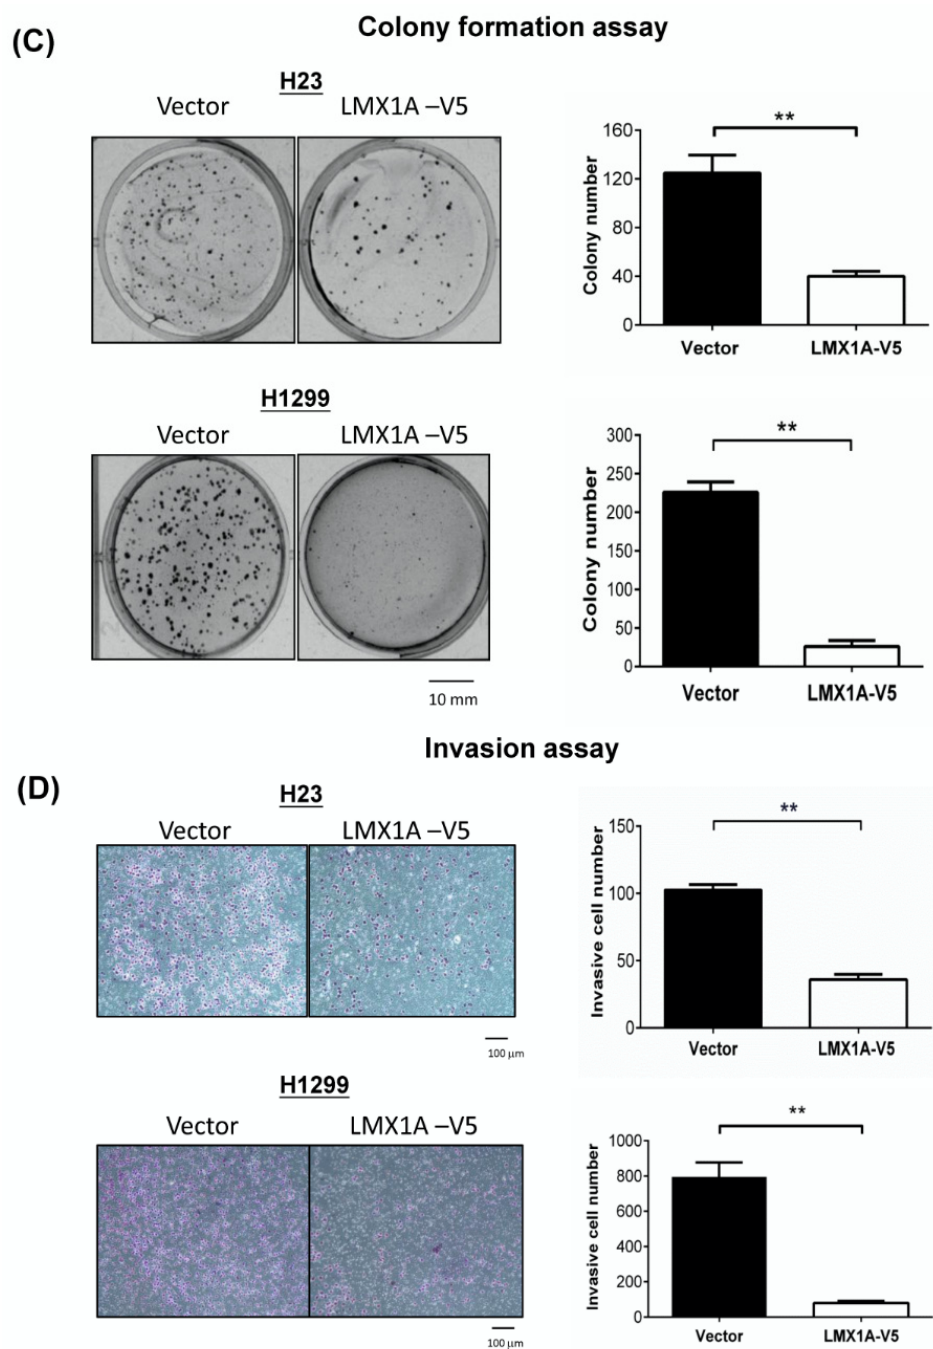 (C)
Colony formation assay
H23
Vector
LMX1A –V5
**
160
120
80
40
0
Colony number
Vector
LMX1A-V5
H1299
Vector
LMX1A –V5
10 mm
**
300
250
200
150
100
50
0
Colony number
Vector
LMX1A-V5
Invasion assay
(D)
H23
Vector
LMX1A –V5
100 µm
**
150
100
50
0
Invasive cell number
Vector
LMX1A-V5
H1299
Vector
LMX1A –V5
100 µm
**
1000
800
600
400
200
0
Invasive cell number
Vector
LMX1A-V5